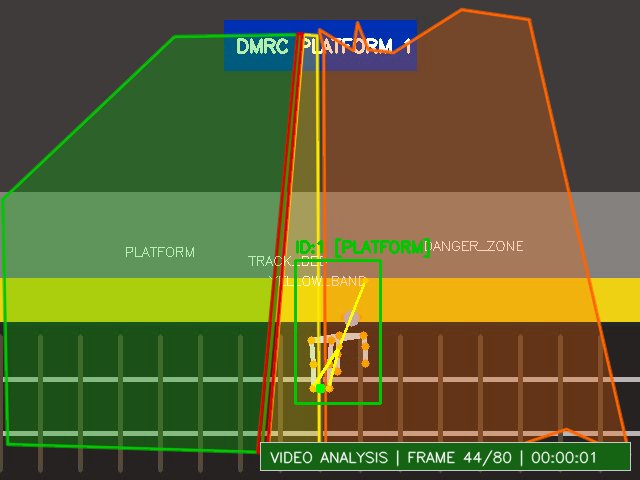 DMRC PLATFORM 1
ID:1 [PLATFORM]
PLATFORM
DANGER_ZONE
TRACK_BED
YELLOW_BAND
VIDEO ANALYSIS | FRAME 44/80 | 00:00:01